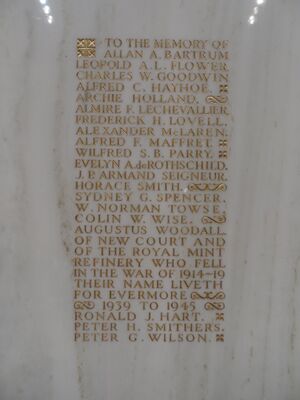 TO THE MEMORY OF
ALLAN A. BARTRUM
LEOPOLD A.L. FLOWER
CHARLES W. GOODWIN
ALFRED C. HAYHOE.
ARCHIE HOLLAND.
ALMIRE F. LECHEVALLIER
FREDERICK H. LOVELL.
ALEXANDER McLAREN.
ALFRED F. MAFFRET.
WILFRED S.B. PARRY.
EVELYN A. de ROTHSCHILD.
J. P. ARMAND SEIGNEUR.
HORACE SMITH.
SYDNEY G. SPENCER.
W. NORMAN TOWSE.
COLIN W. WISE.
AUGUSTUS WOODALL.
OF NEW COURT AND
OF THE ROYAL MINT
REFINERY WHO FELL
IN THE WAR OF 1914-19
THEIR NAME LIVETH
FOR EVERMORE
1939 TO 1945
RONALD J. HART.
PETER H. SMITHERS.
PETER G. WILSON.